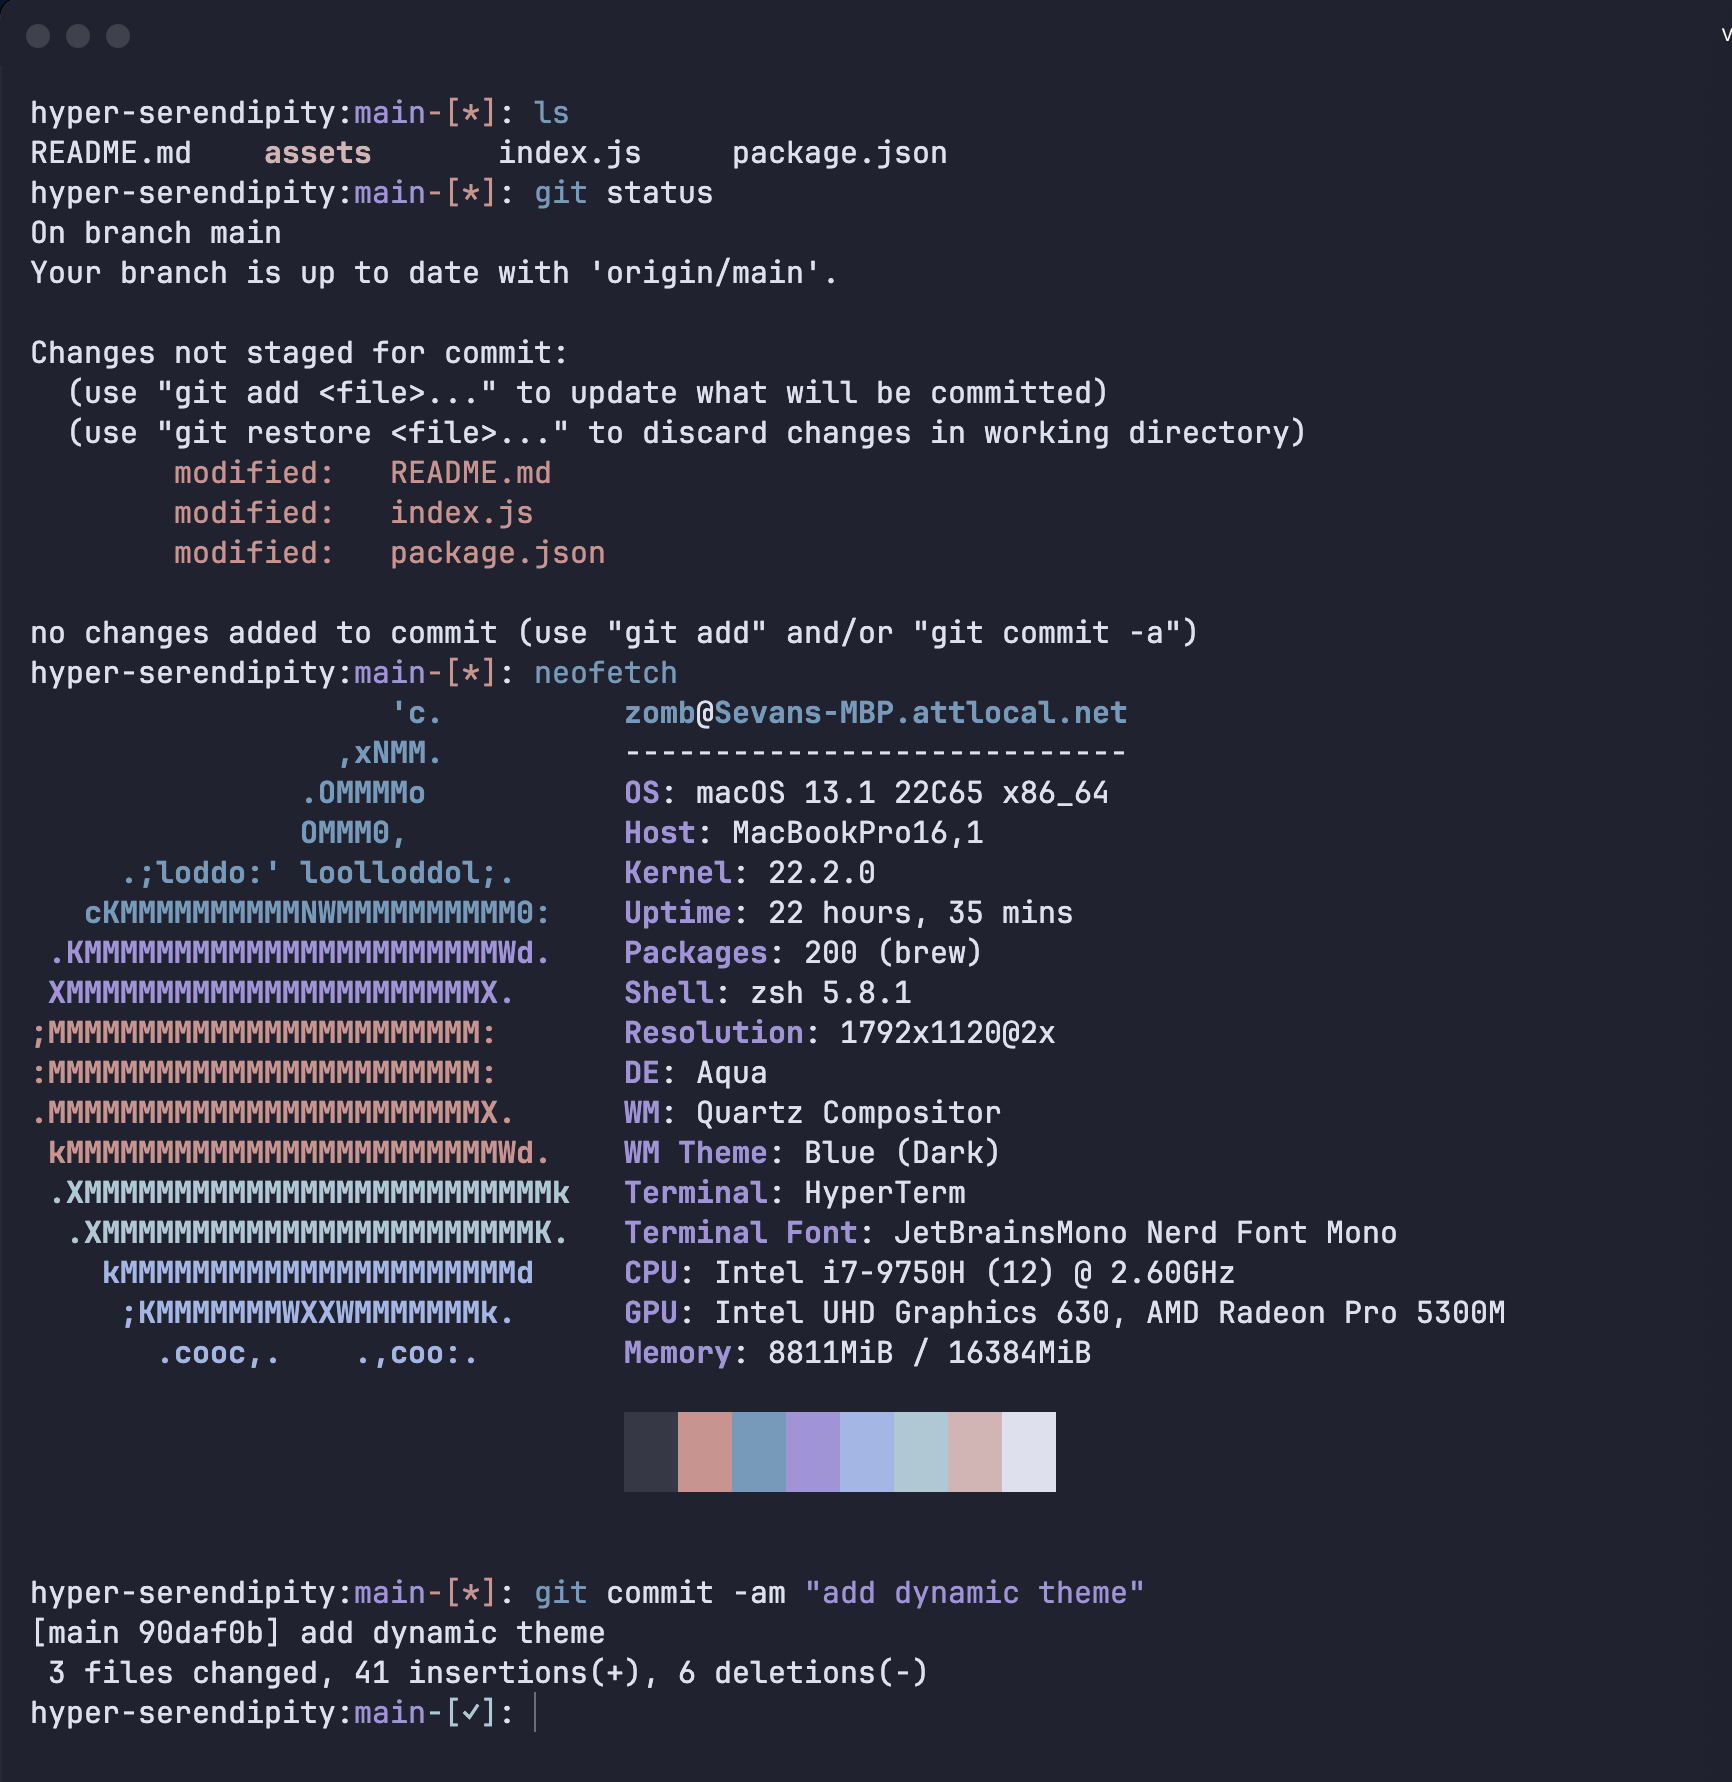 v
hyper-serendipity:main-[*]: ls
README.md    assets       index.js     package.json
hyper-serendipity:main-[*]: git status
On branch main
Your branch is up to date with 'origin/main'.

Changes not staged for commit:
  (use "git add <file>..." to update what will be committed)
  (use "git restore <file>..." to discard changes in working directory)
        modified:   README.md
        modified:   index.js
        modified:   package.json

no changes added to commit (use "git add" and/or "git commit -a")
hyper-serendipity:main-[*]: neofetch
                    'c.          zomb@Sevans-MBP.attlocal.net
                 ,xNMM.          ----------------------------
               .OMMMMo           OS: macOS 13.1 22C65 x86_64
               OMMM0,            Host: MacBookPro16,1
     .;loddo:' loolloddol;.      Kernel: 22.2.0
   cKMMMMMMMMMMNWMMMMMMMMMM0:    Uptime: 22 hours, 35 mins
 .KMMMMMMMMMMMMMMMMMMMMMMMWd.    Packages: 200 (brew)
 XMMMMMMMMMMMMMMMMMMMMMMMX.      Shell: zsh 5.8.1
;MMMMMMMMMMMMMMMMMMMMMMMM:       Resolution: 1792x1120@2x
:MMMMMMMMMMMMMMMMMMMMMMMM:       DE: Aqua
.MMMMMMMMMMMMMMMMMMMMMMMMX.      WM: Quartz Compositor
 kMMMMMMMMMMMMMMMMMMMMMMMMWd.    WM Theme: Blue (Dark)
 .XMMMMMMMMMMMMMMMMMMMMMMMMMMk   Terminal: HyperTerm
  .XMMMMMMMMMMMMMMMMMMMMMMMMK.   Terminal Font: JetBrainsMono Nerd Font Mono
    kMMMMMMMMMMMMMMMMMMMMMMd     CPU: Intel i7-9750H (12) @ 2.60GHz
     ;KMMMMMMMWXXWMMMMMMMk.      GPU: Intel UHD Graphics 630, AMD Radeon Pro 5300M
       .cooc,.    .,coo:.        Memory: 8811MiB / 16384MiB

hyper-serendipity:main-[*]: git commit -am "add dynamic theme"
[main 90daf0b] add dynamic theme
 3 files changed, 41 insertions(+), 6 deletions(-)
hyper-serendipity:main-[✓]: